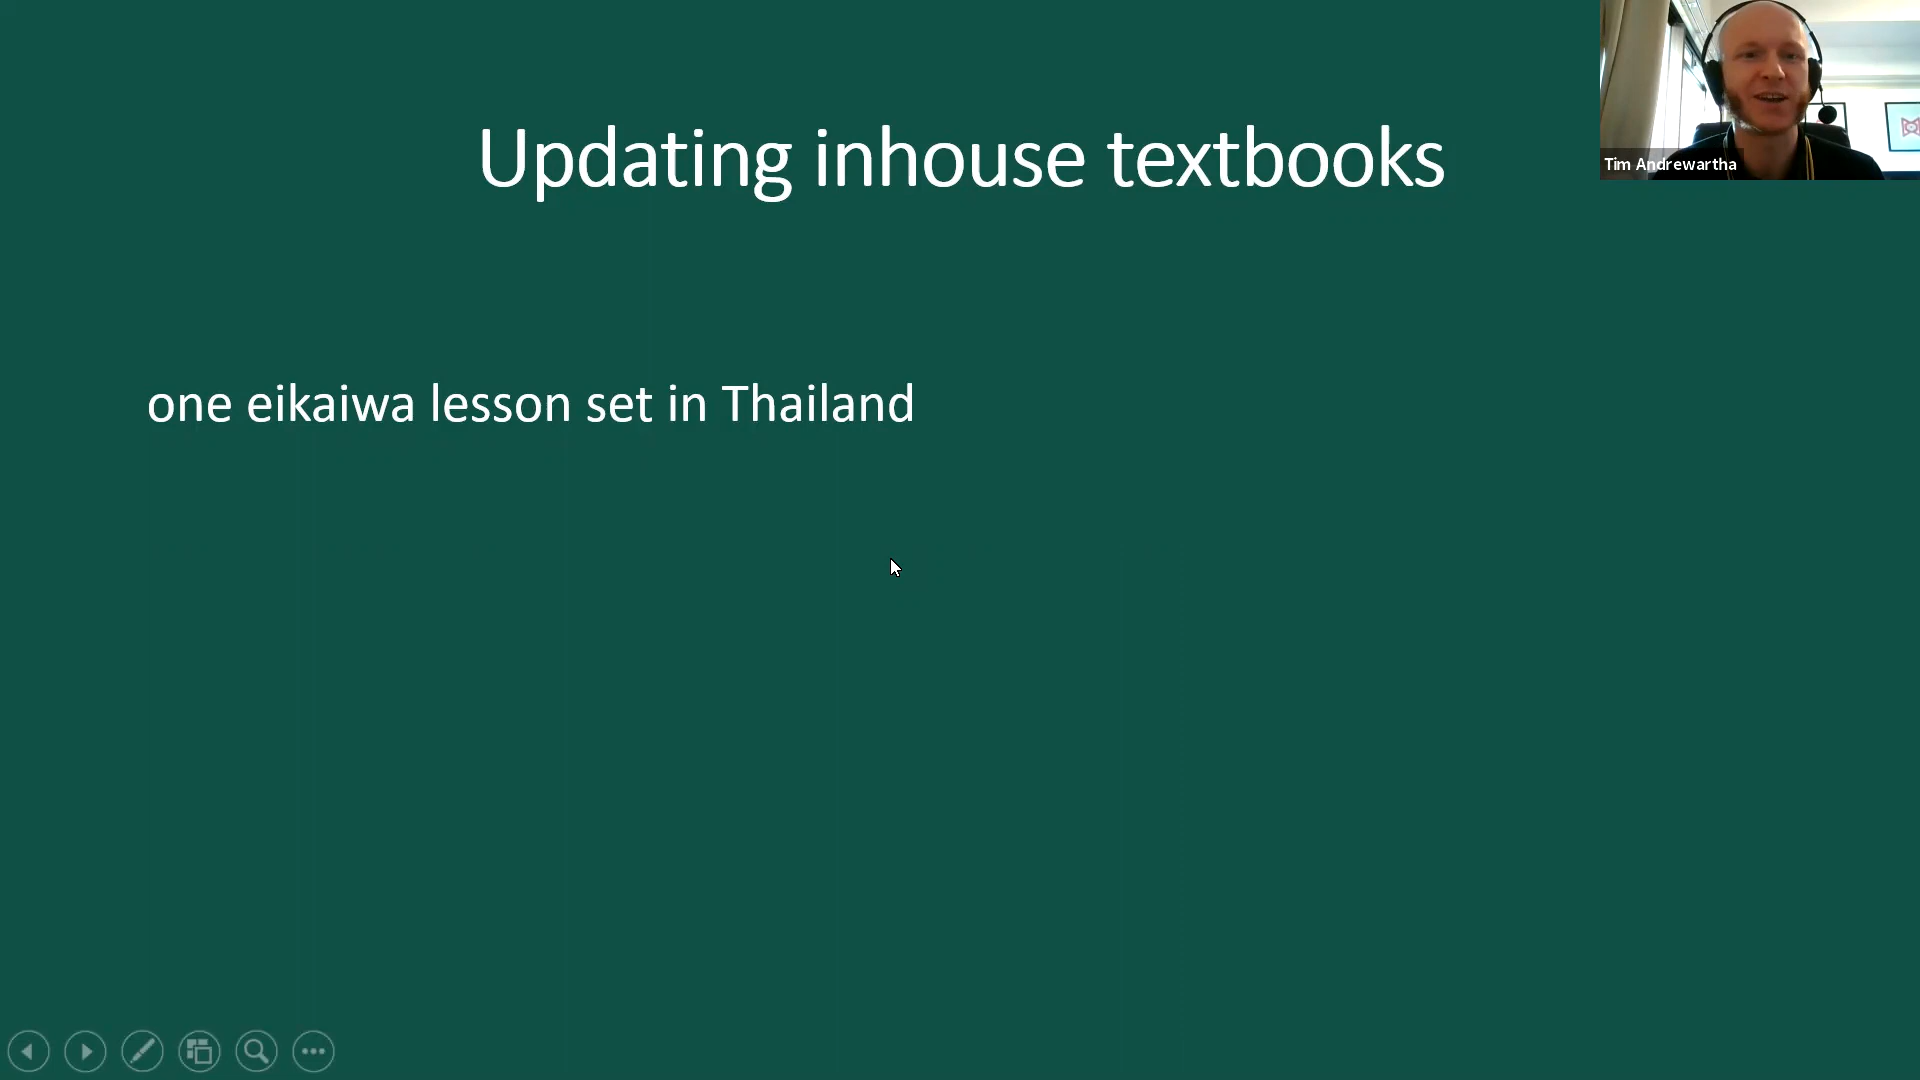 Updating inhouse textbooks
Tim Andrewartha
one eikaiwa lesson set in Thailand